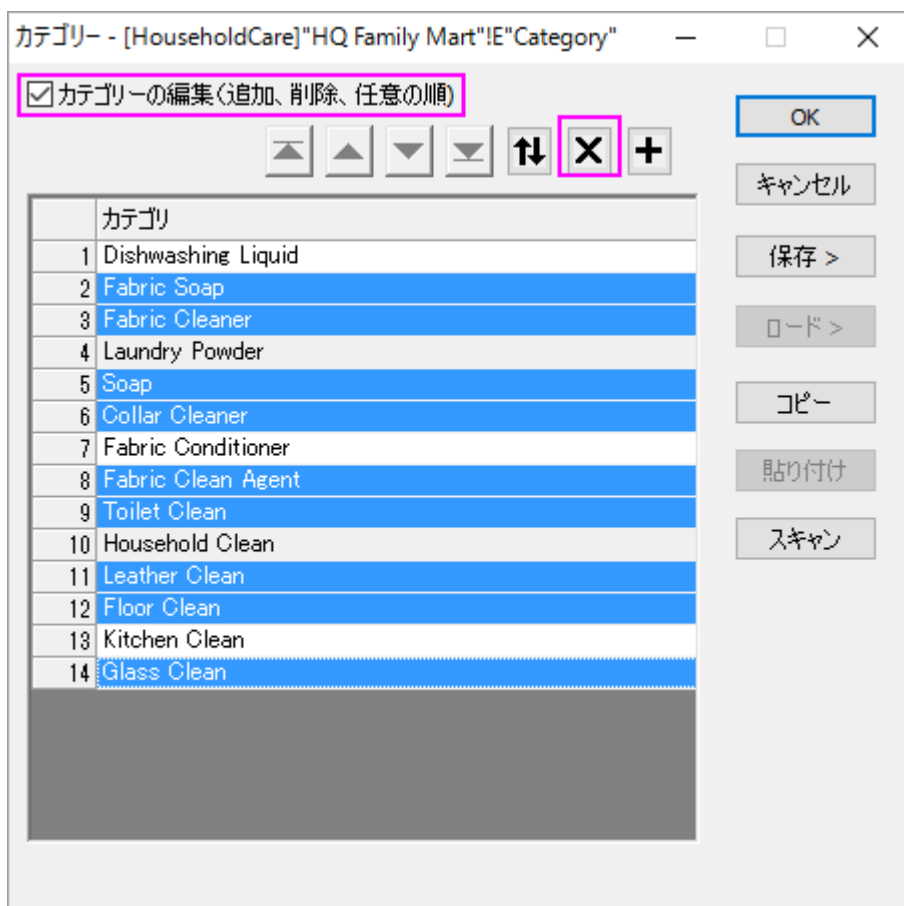 カテゴリー - [HouseholdCare]"HQ Family Mart"!E"Category"
カテゴリーの編集(追加、削除、任意の順)
OK
キャンセル
保存 >
ロード >
コピー
貼り付け
スキャン
カテゴリ
1 Dishwashing Liquid
2 Fabric Soap
3 Fabric Cleaner
4 Laundry Powder
5 Soap
6 Collar Cleaner
7 Fabric Conditioner
8 Fabric Clean Agent
9 Toilet Clean
10 Household Clean
11 Leather Clean
12 Floor Clean
13 Kitchen Clean
14 Glass Clean